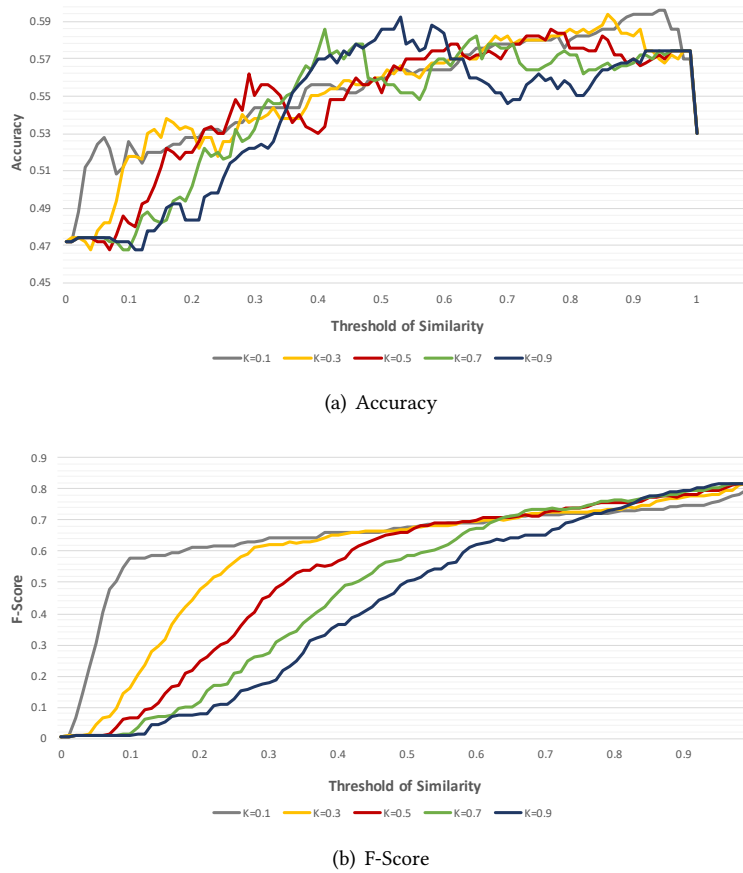 0.59
0.57
0.55
0.53
0.51
0.49
0.47
0.45
Accuracy
0 0.1 0.2 0.3 0.4 0.5 0.6 0.7 0.8 0.9 1
Threshold of Similarity
K=0.1 K=0.3 K=0.5 K=0.7 K=0.9
(a) Accuracy
0.9
0.8
0.7
0.6
0.5
0.4
0.3
0.2
0.1
0
F-Score
0 0.1 0.2 0.3 0.4 0.5 0.6 0.7 0.8 0.9
Threshold of Similarity
K=0.1 K=0.3 K=0.5 K=0.7 K=0.9
(b) F-Score